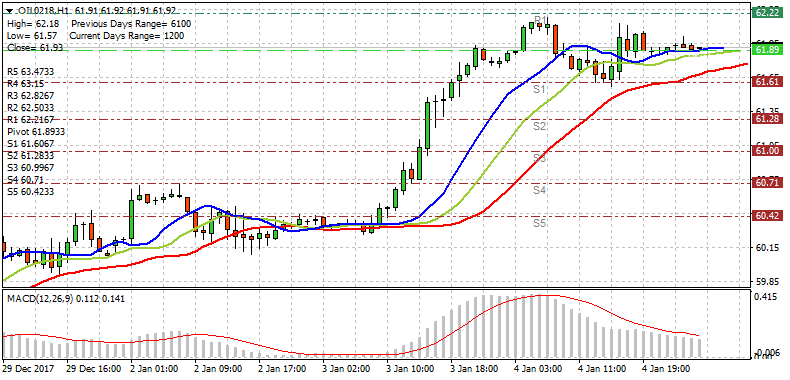 OIL0218,H1: 61.91 61.92 61.91 61.92
High= 62.18 Previous Days Range= 6100
Low= 61.57 Current Days Range= 1200
Close= 61.93
R5 63.4733
R4 63.15
R3 62.8267
R2 62.5033
R1 62.2167
Pivot 61.8933
S1 61.6067
S2 61.2833
S3 60.9967
S4 60.71
S5 60.4233
R1
S1
S2
S3
S4
S5
62.22
61.89
61.61
61.35
61.28
61.00
60.71
60.42
60.15
59.85
MACD(12,26,9) 0.112 0.141
0.415
-0.006
29 Dec 2017
29 Dec 16:00
2 Jan 01:00
2 Jan 09:00
2 Jan 17:00
3 Jan 02:00
3 Jan 10:00
3 Jan 18:00
4 Jan 03:00
4 Jan 11:00
4 Jan 19:00